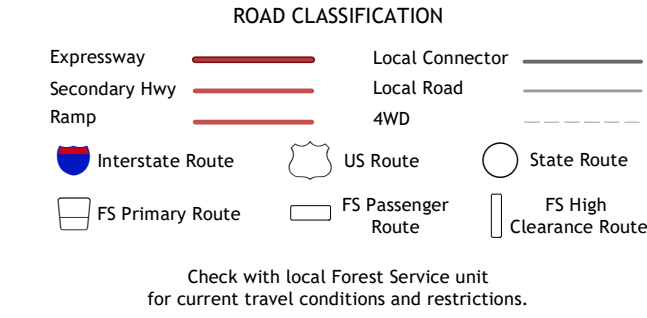 ROAD CLASSIFICATION
Expressway
Local Connector
Secondary Hwy
Local Road
Ramp
4WD
Interstate Route
US Route
State Route
FS Primary Route
FS Passenger
Route
FS High
Clearance Route
Check with local Forest Service unit
for current travel conditions and restrictions.